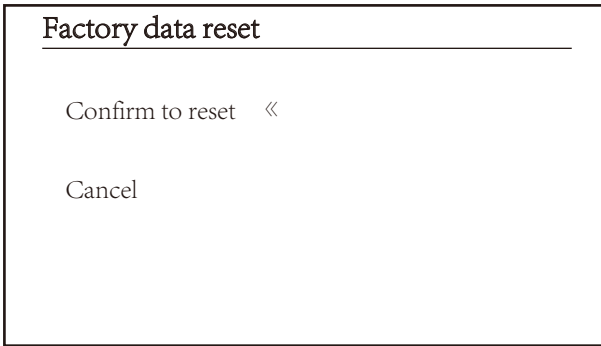 Factory data reset
Confirm to reset «
Cancel